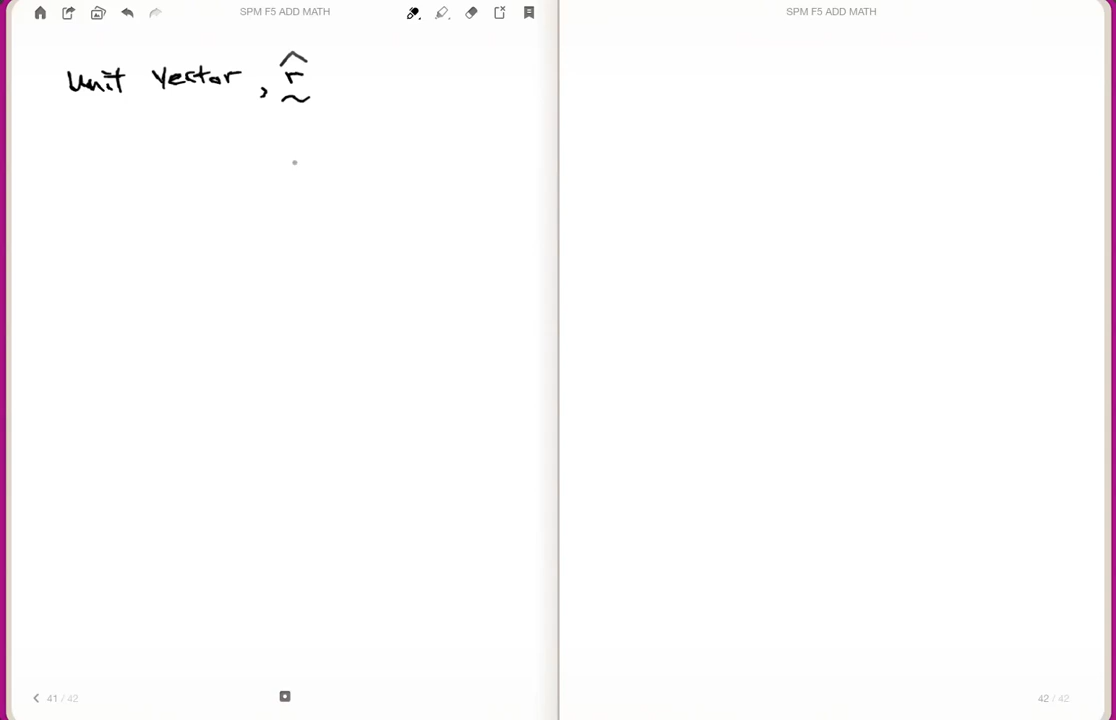 SPM F5 ADD MATH
SPM F5 ADD MATH
Unit Vector, r̂
~
41 / 42
42 / 42